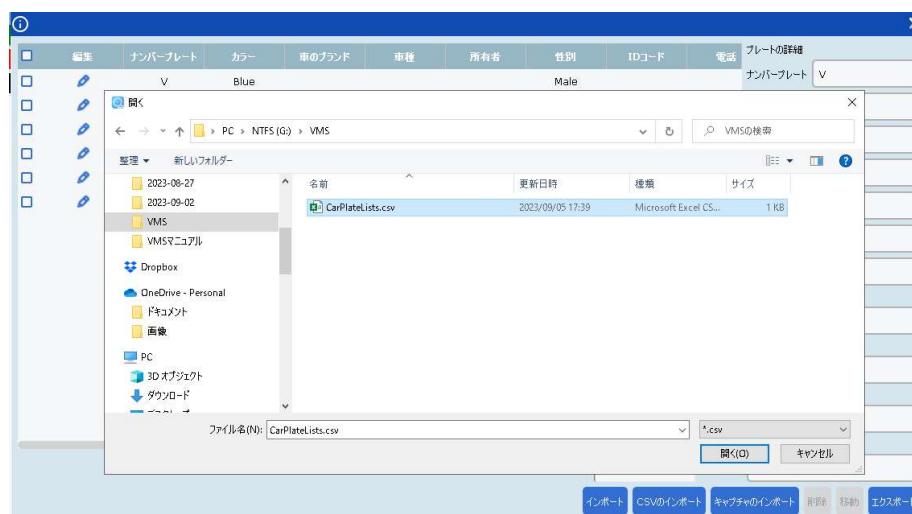 編集 ナンバープレート カラー 車のブランド 車種 所有者 性別 IDコード 電話 プレートの詳細
ナンバープレート V
V Blue Male
開く
PC › NTFS (G:) › VMS VMSの検索
整理 新しいフォルダー
2023-08-27 名前 更新日時 種類 サイズ
2023-09-02 CarPlateLists.csv 2023/09/05 17:39 Microsoft Excel CS... 1 KB
VMS
VMSマニュアル
Dropbox
OneDrive - Personal
ドキュメント
画像
PC
3D オブジェクト
ダウンロード
ファイル名(N): CarPlateLists.csv *.csv
開く(O) キャンセル
インポート CSVのインポート キャプチャのインポート 削除 移動 エクスポート